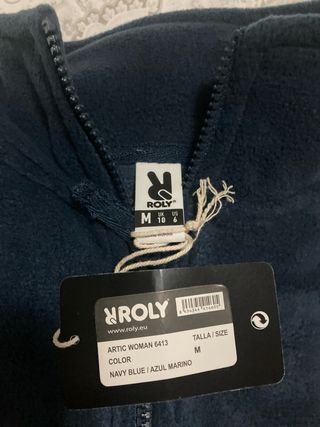 ROLY
M UK 10 US 6
ROLY
www.roly.eu
ARTIC WOMAN 6413 TALLA / SIZE
COLOR M
NAVY BLUE / AZUL MARINO